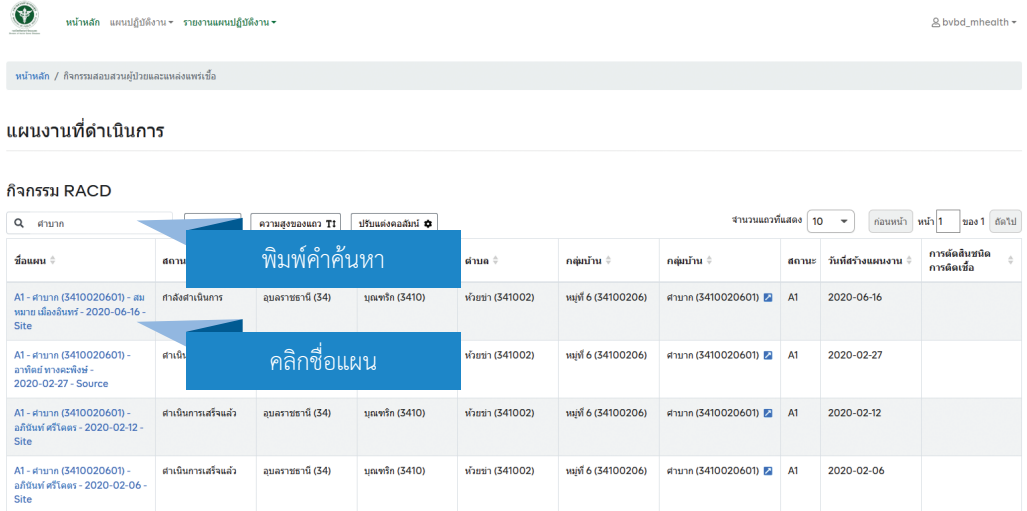 หน้าหลัก แผนปฏิบัติงาน รายงานแผนปฏิบัติงาน bvbd_mhealth
หน้าหลัก / กิจกรรมสอบสวนผู้ป่วยและแหล่งแพร่เชื้อ
แผนงานที่ดำเนินการ
กิจกรรม RACD
ศาบาก ความสูงของแถว ปรับแต่งคอลัมน์ จำนวนแถวที่แสดง 10 ก่อนหน้า หน้า 1 ของ 1 ถัดไป
พิมพ์คำค้นหา
ชื่อแผน สถาน ตำบล กลุ่มบ้าน กลุ่มบ้าน สถานะ วันที่สร้างแผนงาน การตัดสินชนิด
การติดเชื้อ
A1 - ศาบาก (3410020601) - สม กำลังดำเนินการ อุบลราชธานี (34) บุณฑริก (3410) ห้วยข่า (341002) หมู่ที่ 6 (34100206) ศาบาก (3410020601) A1 2020-06-16
หมาย เมืองอินทร์ - 2020-06-16 -
Site
คลิกชื่อแผน
A1 - ศาบาก (3410020601) - ดำเนิน ห้วยข่า (341002) หมู่ที่ 6 (34100206) ศาบาก (3410020601) A1 2020-02-27
อาทิตย์ ทางคะพึงษ์ -
2020-02-27 - Source
A1 - ศาบาก (3410020601) - ดำเนินการเสร็จแล้ว อุบลราชธานี (34) บุณฑริก (3410) ห้วยข่า (341002) หมู่ที่ 6 (34100206) ศาบาก (3410020601) A1 2020-02-12
อภินันท์ ศรีโคตร - 2020-02-12 -
Site
A1 - ศาบาก (3410020601) - ดำเนินการเสร็จแล้ว อุบลราชธานี (34) บุณฑริก (3410) ห้วยข่า (341002) หมู่ที่ 6 (34100206) ศาบาก (3410020601) A1 2020-02-06
อภินันท์ ศรีโคตร - 2020-02-06 -
Site